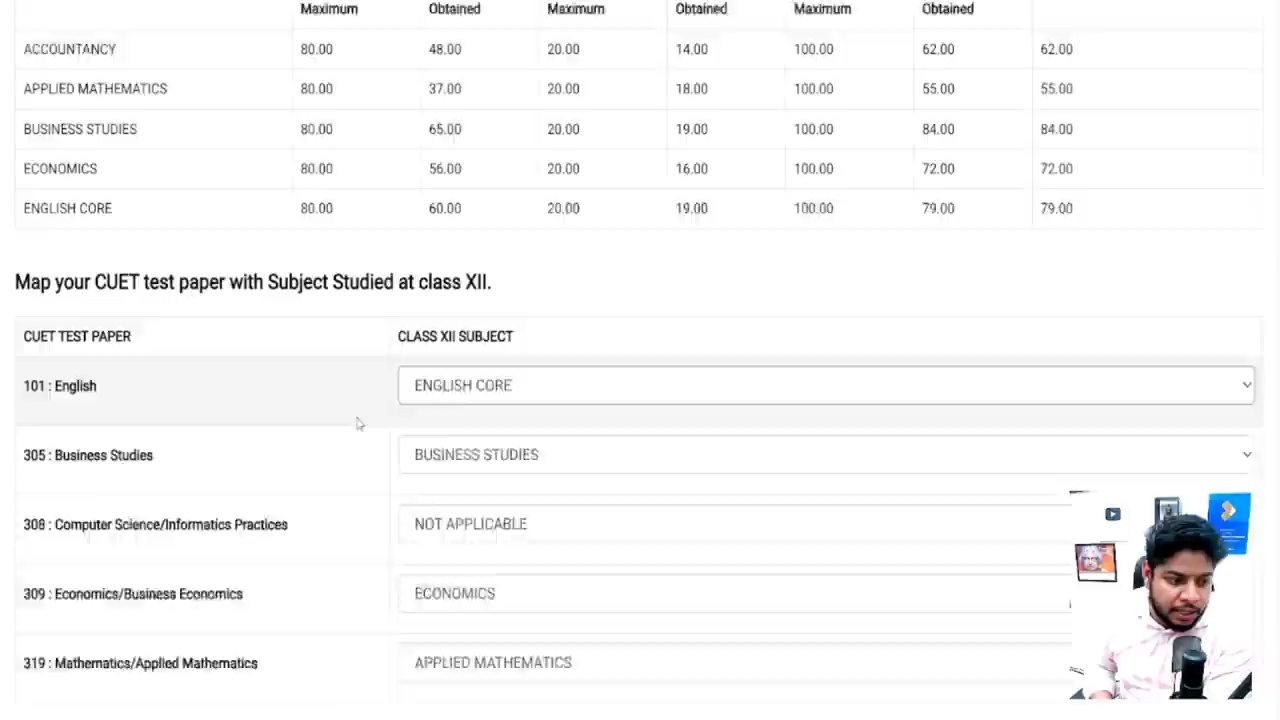 Maximum Obtained Maximum Obtained Maximum Obtained
ACCOUNTANCY 80.00 48.00 20.00 14.00 100.00 62.00 62.00
APPLIED MATHEMATICS 80.00 37.00 20.00 18.00 100.00 55.00 55.00
BUSINESS STUDIES 80.00 65.00 20.00 19.00 100.00 84.00 84.00
ECONOMICS 80.00 56.00 20.00 16.00 100.00 72.00 72.00
ENGLISH CORE 80.00 60.00 20.00 19.00 100.00 79.00 79.00
Map your CUET test paper with Subject Studied at class XII.
CUET TEST PAPER CLASS XII SUBJECT
101 : English ENGLISH CORE
305 : Business Studies BUSINESS STUDIES
308 : Computer Science/Informatics Practices NOT APPLICABLE
309 : Economics/Business Economics ECONOMICS
319 : Mathematics/Applied Mathematics APPLIED MATHEMATICS